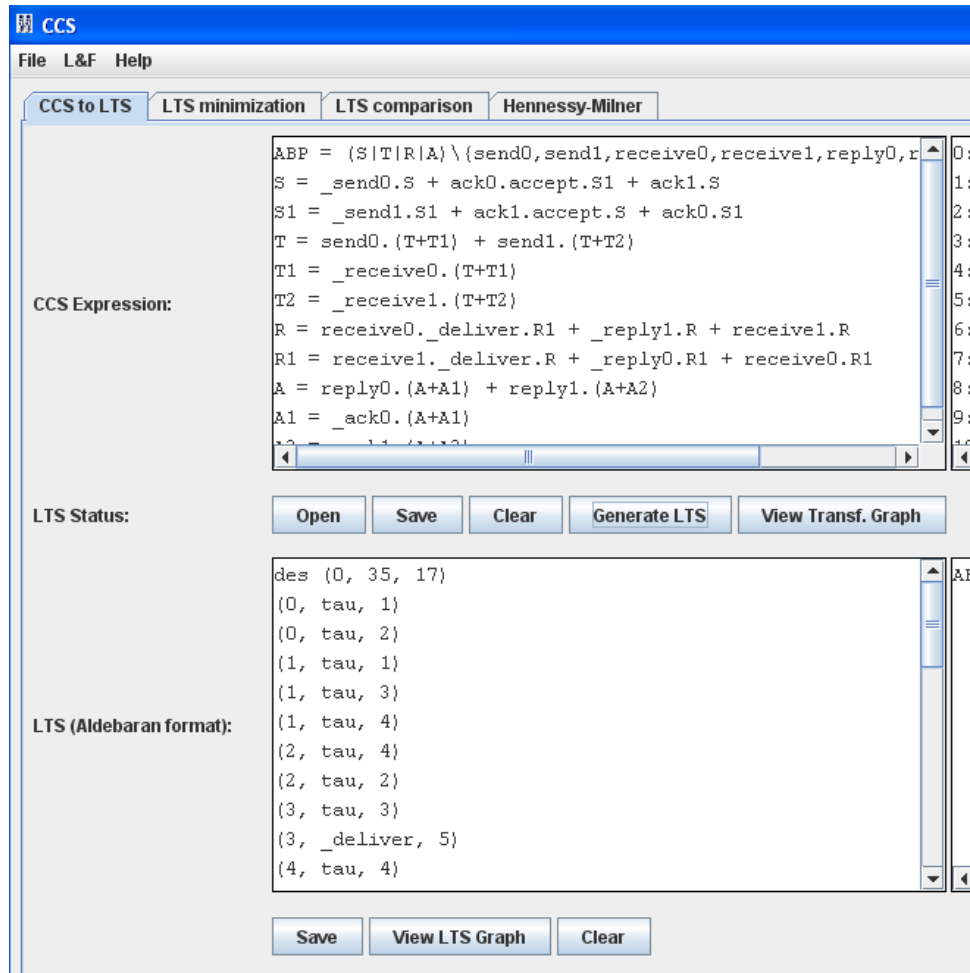 CCS
File L&F Help
CCS to LTS LTS minimization LTS comparison Hennessy-Milner
CCS Expression:
ABP = (S|T|R|A)\{send0,send1,receive0,receive1,reply0,r
S = _send0.S + ack0.accept.S1 + ack1.S
S1 = _send1.S1 + ack1.accept.S + ack0.S1
T = send0.(T+T1) + send1.(T+T2)
T1 = _receive0.(T+T1)
T2 = _receive1.(T+T2)
R = receive0._deliver.R1 + _reply1.R + receive1.R
R1 = receive1._deliver.R + _reply0.R1 + receive0.R1
A = reply0.(A+A1) + reply1.(A+A2)
A1 = _ack0.(A+A1)
0:
1:
2:
3:
4:
5:
6:
7:
8:
9:
LTS Status:
Open Save Clear Generate LTS View Transf. Graph
LTS (Aldebaran format):
des (0, 35, 17)
(0, tau, 1)
(0, tau, 2)
(1, tau, 1)
(1, tau, 3)
(1, tau, 4)
(2, tau, 4)
(2, tau, 2)
(3, tau, 3)
(3, _deliver, 5)
(4, tau, 4)
Save View LTS Graph Clear